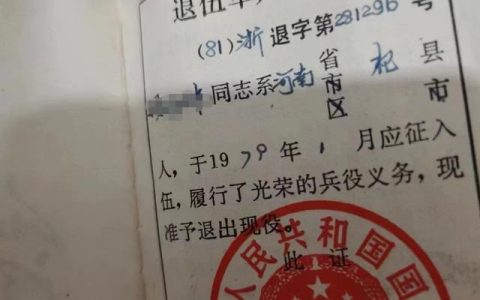 退伍军
(81)浙退字第281296号
同志系河南省市区杞县市
人，于1979年1月应征入
伍，履行了光荣的兵役义务，现
准予退出现役。
此证
人民共和国国